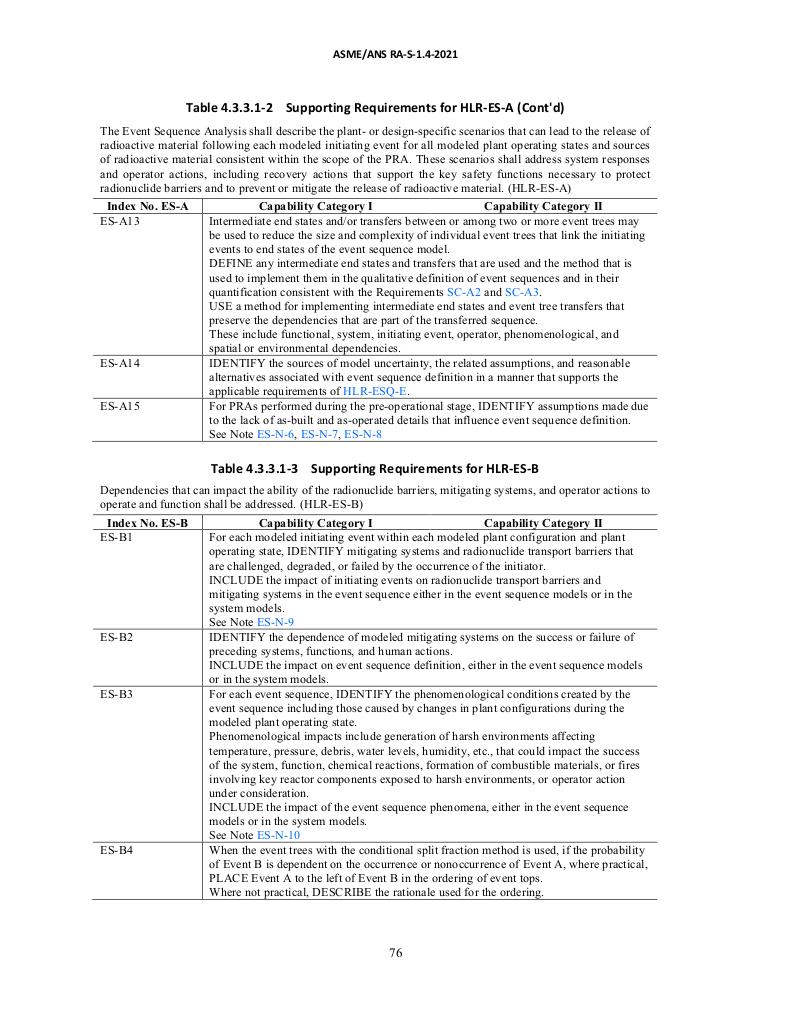 ASME/ANS RA-S-1.4-2021
Table 4.3.3.1-2 Supporting Requirements for HLR-ES-A (Cont'd)
The Event Sequence Analysis shall describe the plant- or design-specific scenarios that can lead to the release of
radioactive material following each modeled initiating event for all modeled plant operating states and sources
of radioactive material consistent within the scope of the PRA. These scenarios shall address system responses
and operator actions, including recovery actions that support the key safety functions necessary to protect
radionuclide barriers and to prevent or mitigate the release of radioactive material. (HLR-ES-A)
Index No. ES-A Capability Category I Capability Category II
ES-A13 Intermediate end states and/or transfers between or among two or more event trees may
be used to reduce the size and complexity of individual event trees that link the initiating
events to end states of the event sequence model.
DEFINE any intermediate end states and transfers that are used and the method that is
used to implement them in the qualitative definition of event sequences and in their
quantification consistent with the Requirements SC-A2 and SC-A3.
USE a method for implementing intermediate end states and event tree transfers that
preserve the dependencies that are part of the transferred sequence.
These include functional, system, initiating event, operator, phenomenological, and
spatial or environmental dependencies.
ES-A14 IDENTIFY the sources of model uncertainty, the related assumptions, and reasonable
alternatives associated with event sequence definition in a manner that supports the
applicable requirements of HLR-ESQ-E.
ES-A15 For PRAs performed during the pre-operational stage, IDENTIFY assumptions made due
to the lack of as-built and as-operated details that influence event sequence definition.
See Note ES-N-6, ES-N-7, ES-N-8
Table 4.3.3.1-3 Supporting Requirements for HLR-ES-B
Dependencies that can impact the ability of the radionuclide barriers, mitigating systems, and operator actions to
operate and function shall be addressed. (HLR-ES-B)
Index No. ES-B Capability Category I Capability Category II
ES-B1 For each modeled initiating event within each modeled plant configuration and plant
operating state, IDENTIFY mitigating systems and radionuclide transport barriers that
are challenged, degraded, or failed by the occurrence of the initiator.
INCLUDE the impact of initiating events on radionuclide transport barriers and
mitigating systems in the event sequence either in the event sequence models or in the
system models.
See Note ES-N-9
ES-B2 IDENTIFY the dependence of modeled mitigating systems on the success or failure of
preceding systems, functions, and human actions.
INCLUDE the impact on event sequence definition, either in the event sequence models
or in the system models.
ES-B3 For each event sequence, IDENTIFY the phenomenological conditions created by the
event sequence including those caused by changes in plant configurations during the
modeled plant operating state.
Phenomenological impacts include generation of harsh environments affecting
temperature, pressure, debris, water levels, humidity, etc., that could impact the success
of the system, function, chemical reactions, formation of combustible materials, or fires
involving key reactor components exposed to harsh environments, or operator action
under consideration.
INCLUDE the impact of the event sequence phenomena, either in the event sequence
models or in the system models.
See Note ES-N-10
ES-B4 When the event trees with the conditional split fraction method is used, if the probability
of Event B is dependent on the occurrence or nonoccurrence of Event A, where practical,
PLACE Event A to the left of Event B in the ordering of event tops.
Where not practical, DESCRIBE the rationale used for the ordering.
76